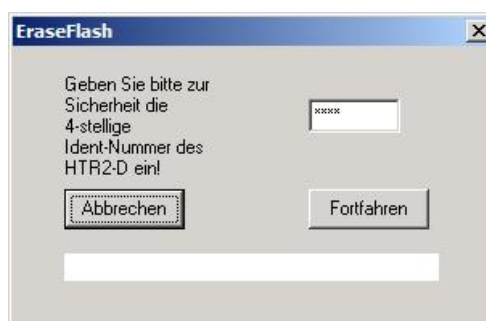 EraseFlash
Geben Sie bitte zur
Sicherheit die
4-stellige
Ident-Nummer des
HTR2-D ein!
****
Abbrechen
Fortfahren